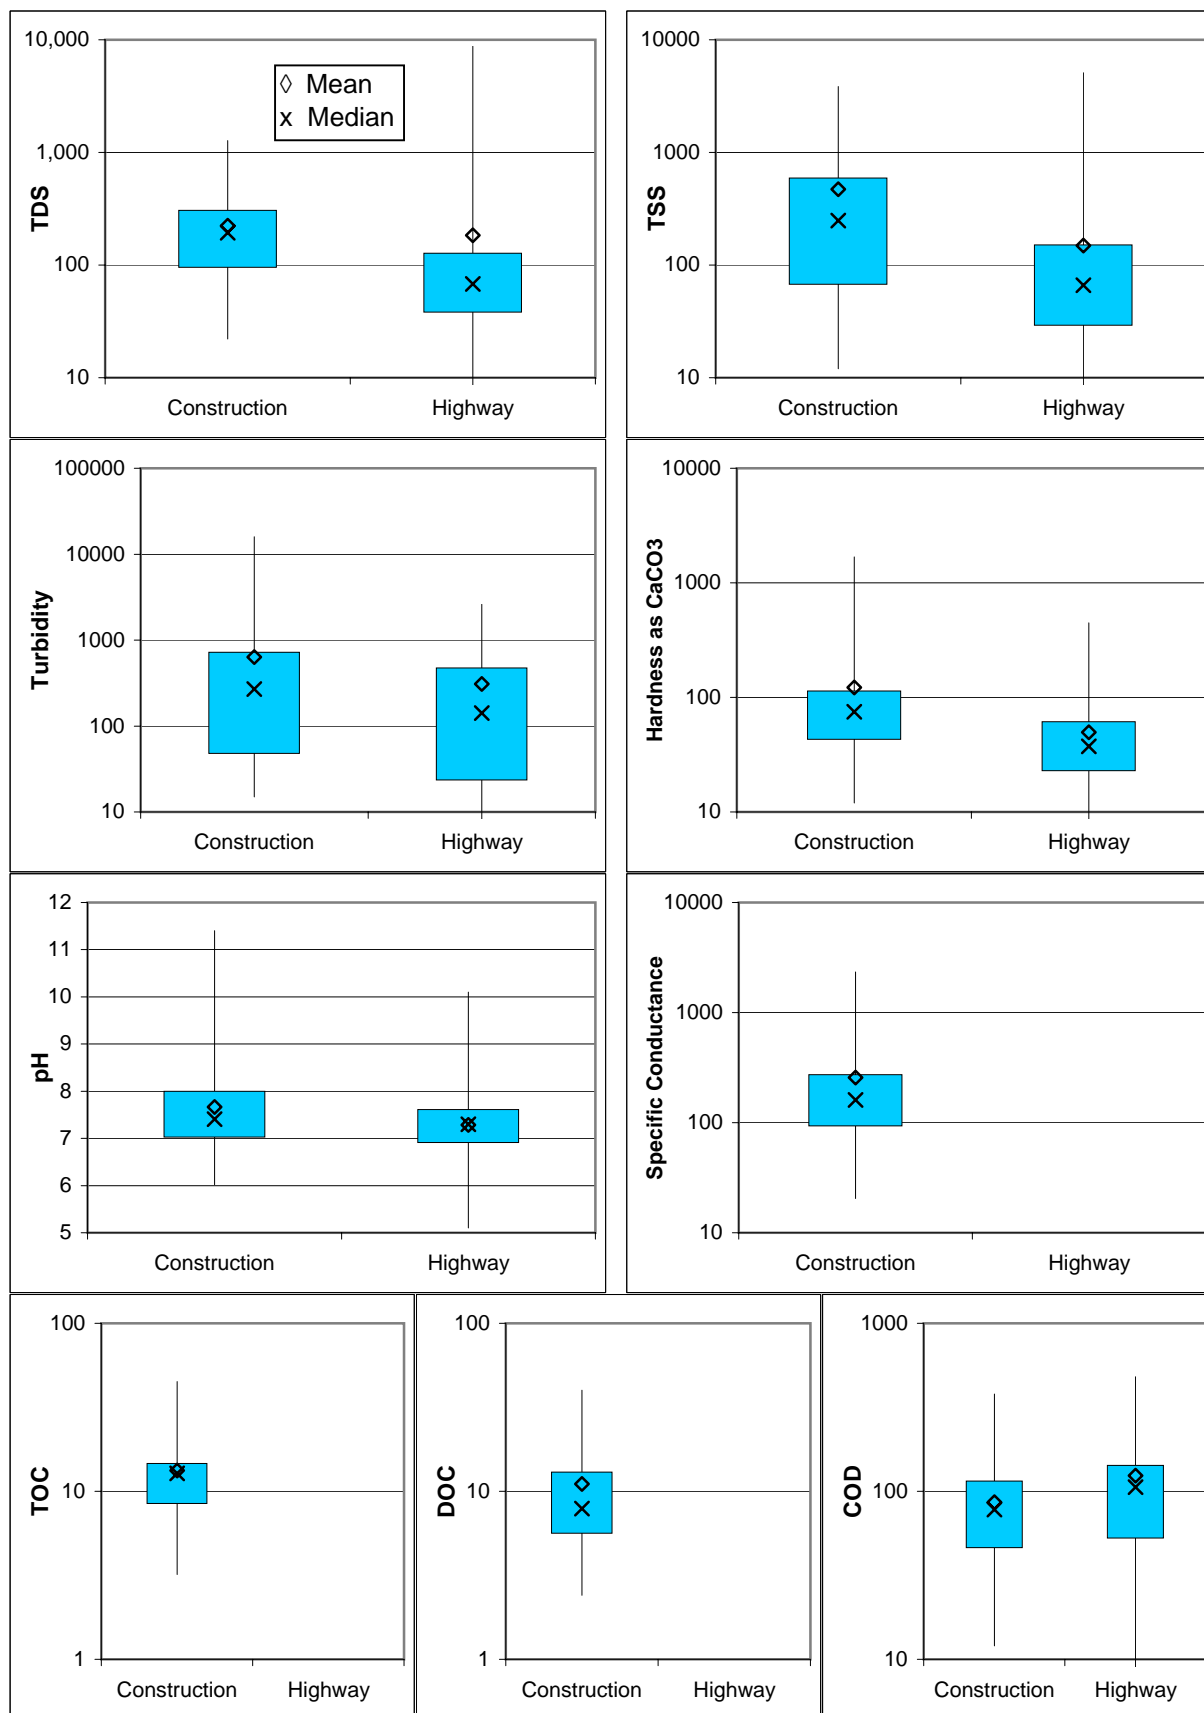 10,000
1,000
100
10
TDS
◊ Mean
x Median
Construction Highway
10000
1000
100
10
TSS
Construction Highway
100000
10000
1000
100
10
Turbidity
Construction Highway
10000
1000
100
10
Hardness as CaCO3
Construction Highway
12
11
10
9
8
7
6
5
pH
Construction Highway
10000
1000
100
10
Specific Conductance
Construction Highway
100
10
1
TOC
Construction Highway
100
10
1
DOC
Construction Highway
1000
100
10
COD
Construction Highway